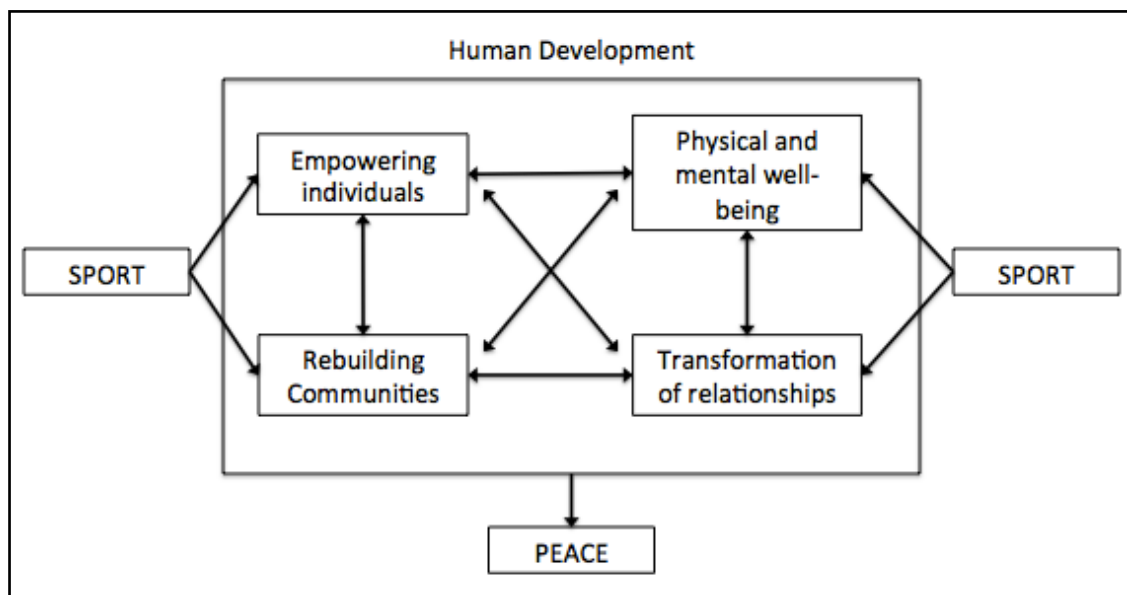 Human Development
Empowering
individuals
Physical and
mental well-
being
SPORT
SPORT
Rebuilding
Communities
Transformation
of relationships
PEACE